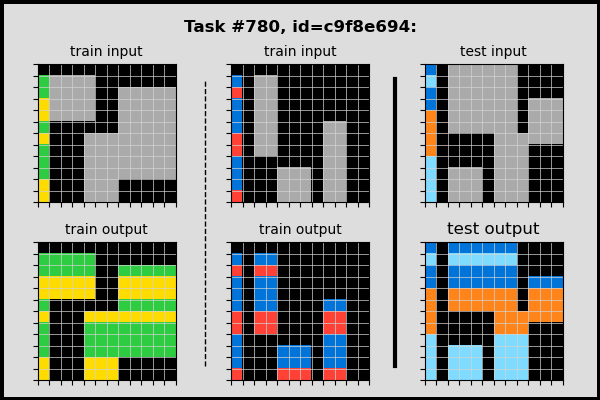 Task #780, id=c9f8e694:
train input
train input
test input
train output
train output
test output